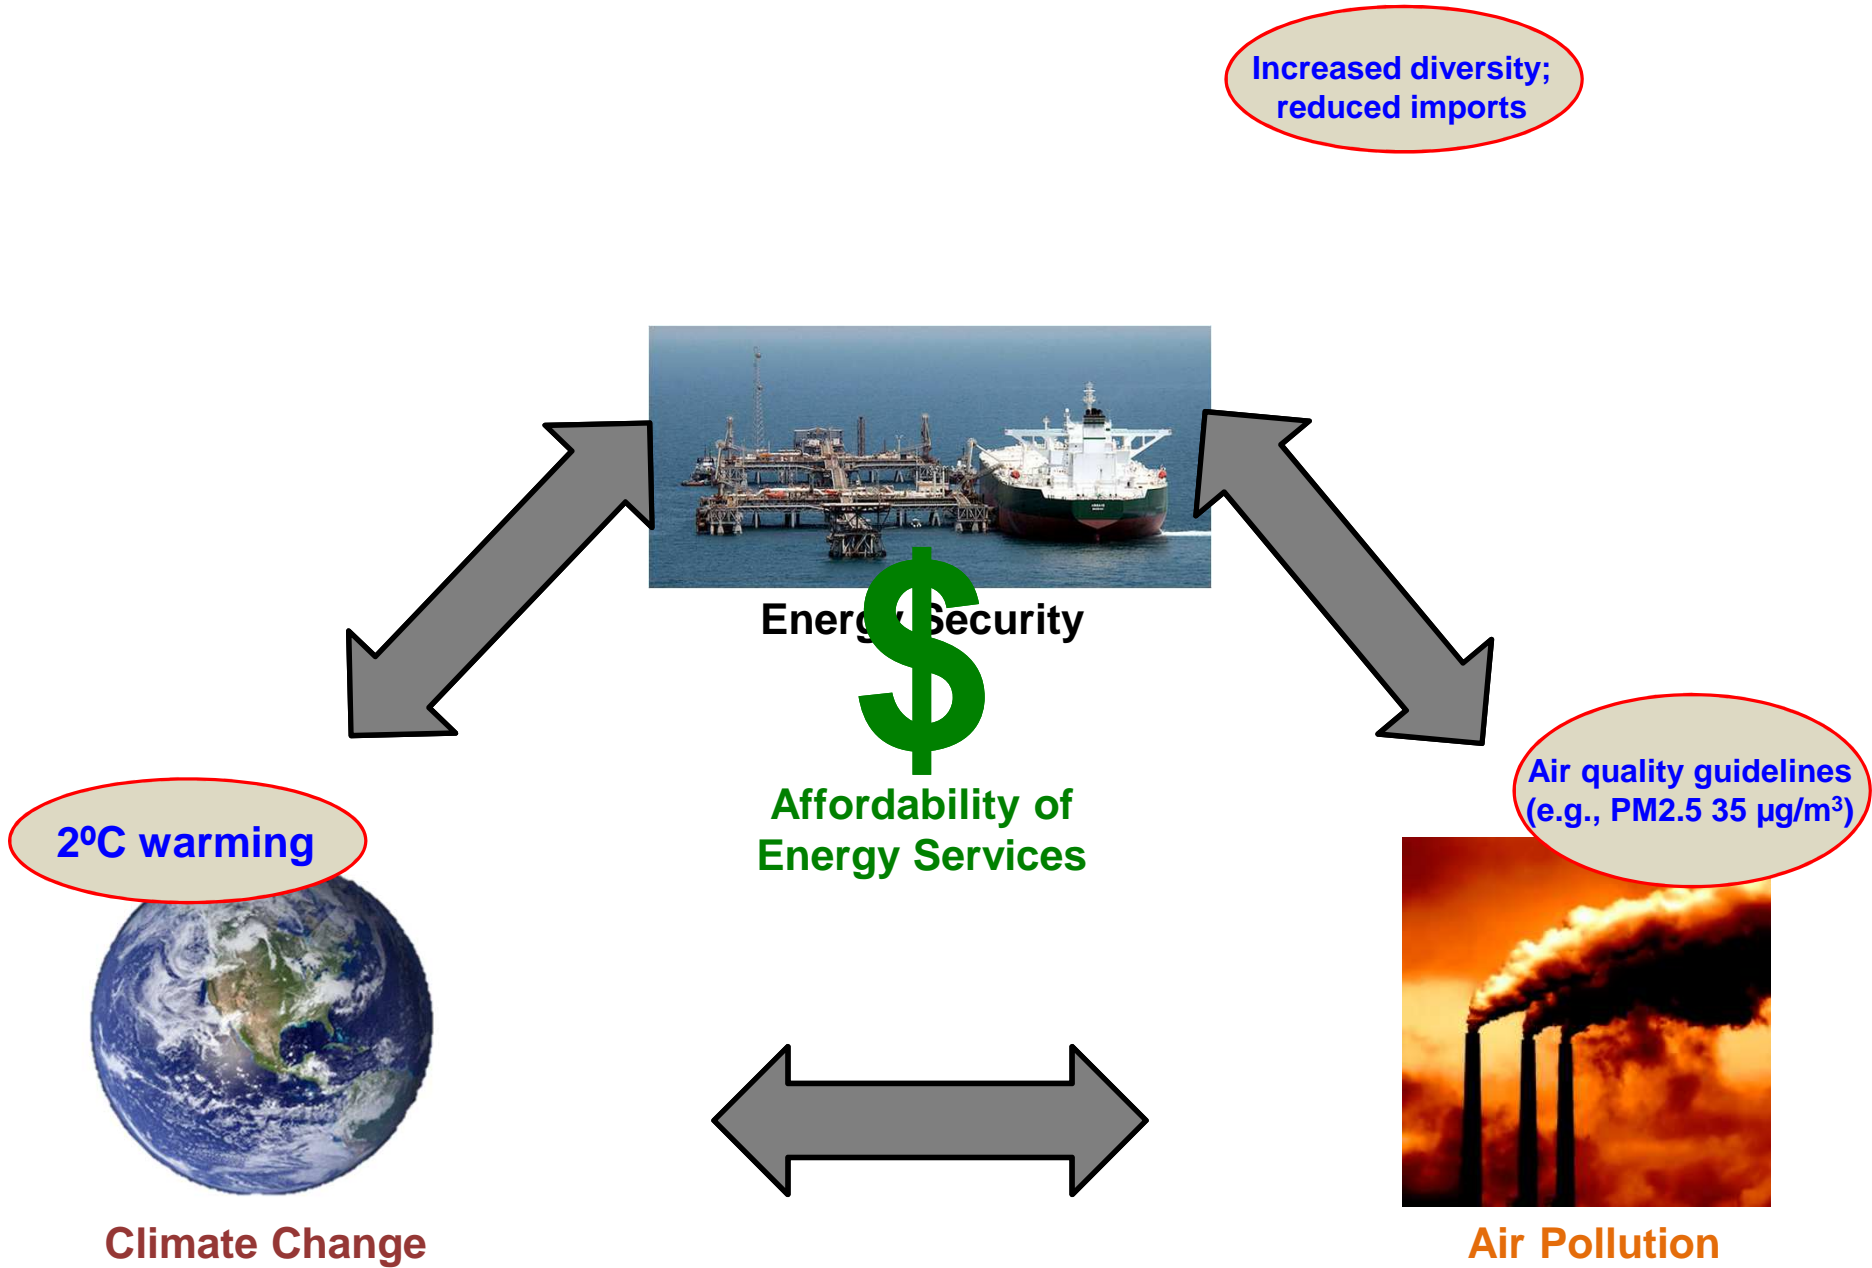 Increased diversity;
reduced imports
Energy Security
$
Affordability of
Energy Services
Air quality guidelines
(e.g., PM2.5 35 µg/m³)
2ºC warming
Climate Change
Air Pollution